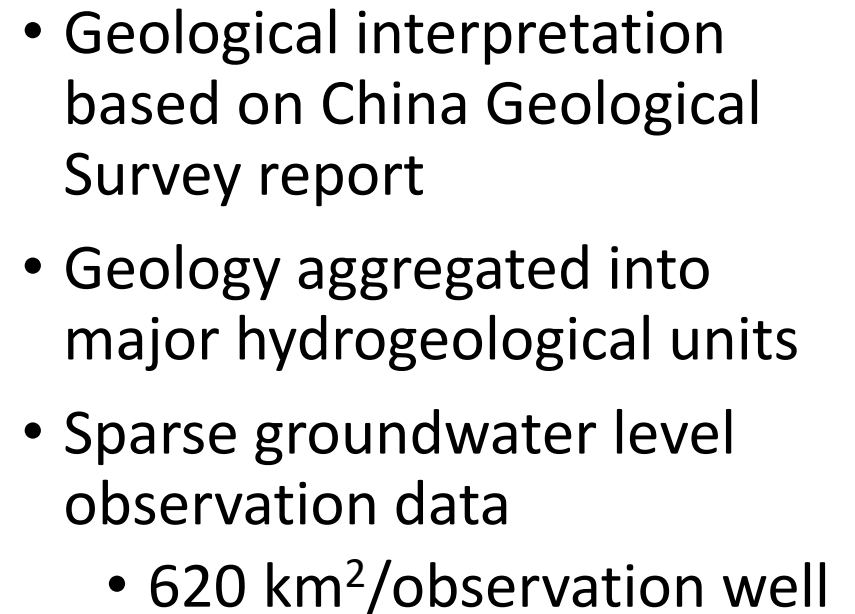 • Geological interpretation
based on China Geological
Survey report
• Geology aggregated into
major hydrogeological units
• Sparse groundwater level
observation data
• 620 km²/observation well